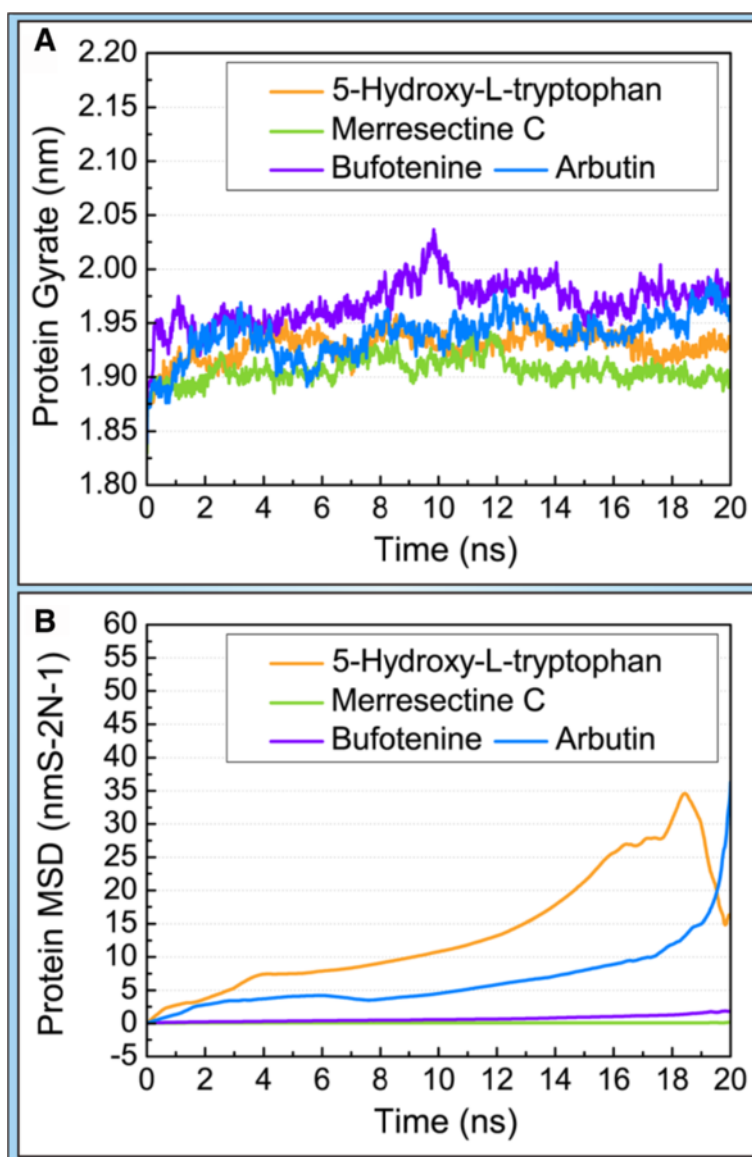 A
Protein Gyrate (nm)
2.20
2.15
2.10
2.05
2.00
1.95
1.90
1.85
1.80
5-Hydroxy-L-tryptophan
Merresectine C
Bufotenine Arbutin
0 2 4 6 8 10 12 14 16 18 20
Time (ns)
B
Protein MSD (nmS-2N-1)
60
55
50
45
40
35
30
25
20
15
10
5
0
-5
5-Hydroxy-L-tryptophan
Merresectine C
Bufotenine Arbutin
0 2 4 6 8 10 12 14 16 18 20
Time (ns)